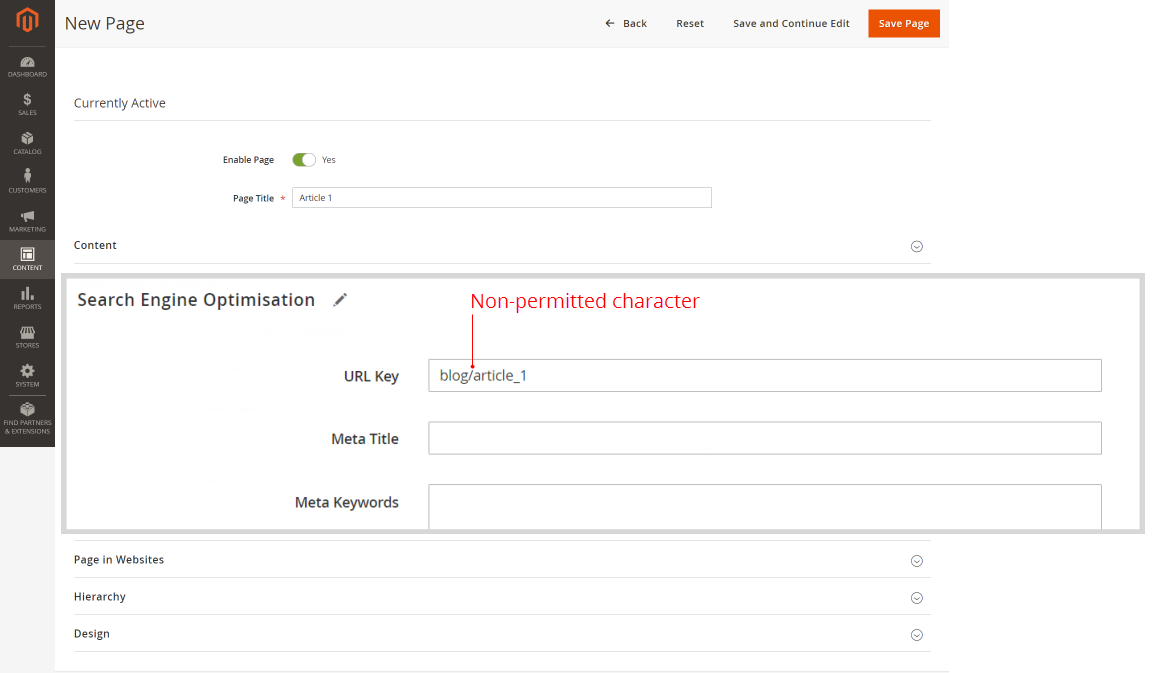 New Page
Back
Reset
Save and Continue Edit
Save Page
DASHBOARD
$
SALES
CATALOG
CUSTOMERS
MARKETING
CONTENT
REPORTS
STORES
SYSTEM
FIND PARTNERS
& EXTENSIONS
Currently Active
Enable Page
Yes
Page Title *
Article 1
Content
Search Engine Optimisation
Non-permitted character
URL Key
blog/article_1
Meta Title
Meta Keywords
Page in Websites
Hierarchy
Design